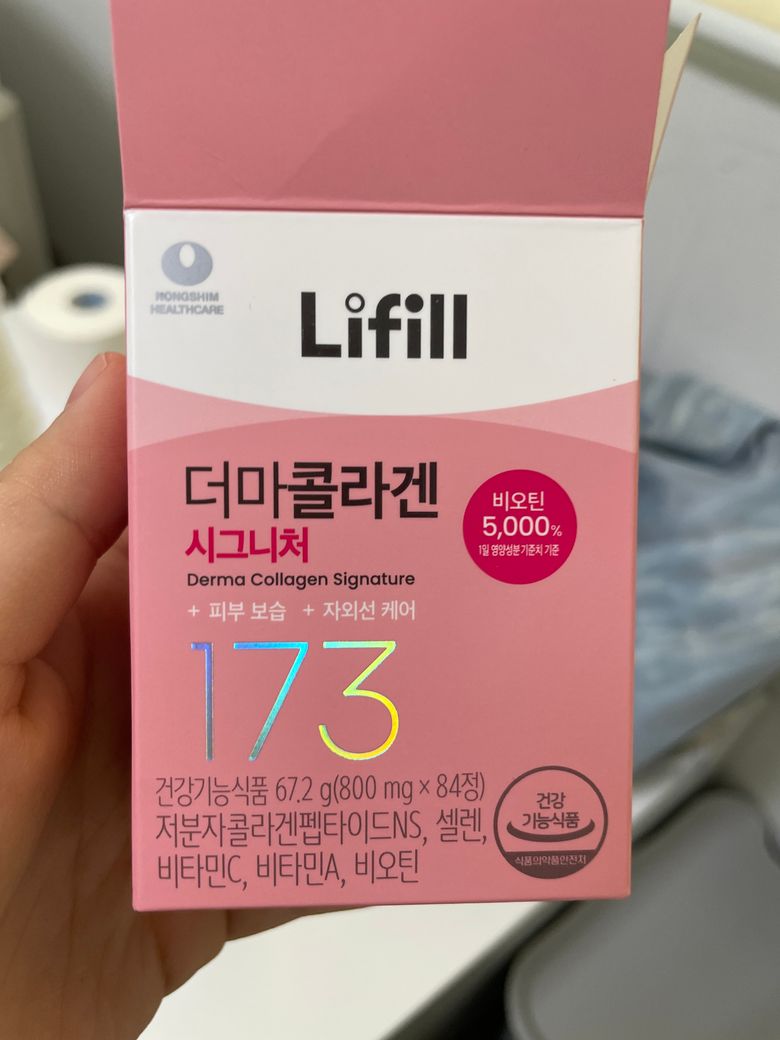 NONGSHIM
HEALTHCARE
Lifill
더마콜라겐
시그니처
Derma Collagen Signature
+ 피부 보습 + 자외선 케어
비오틴
5,000%
1일 영양성분 기준치 기준
173
건강기능식품 67.2 g(800 mg × 84정)
저분자콜라겐펩타이드NS, 셀렌,
비타민C, 비타민A, 비오틴
건강
기능식품
식품의약품안전처